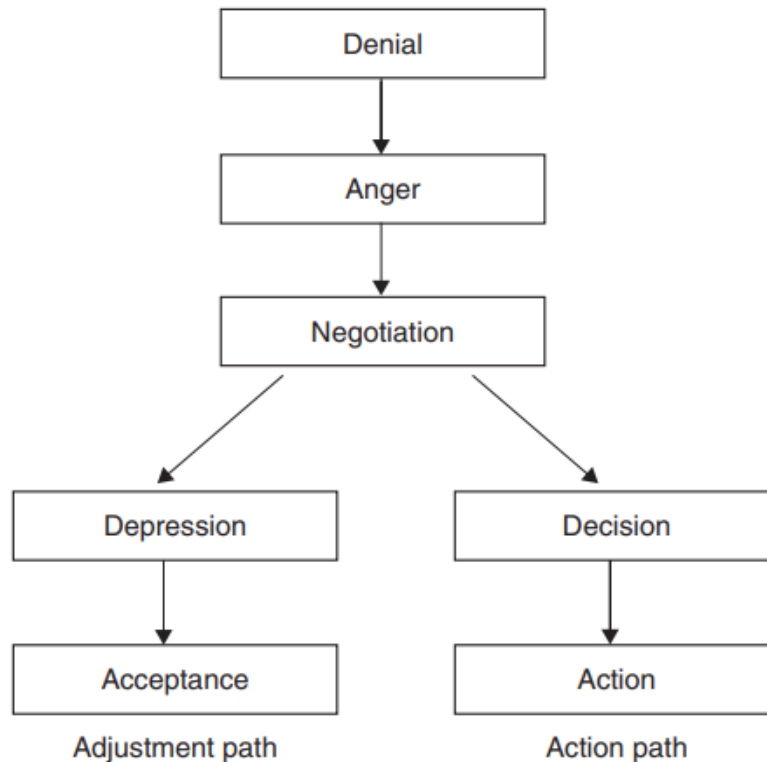 Denial
Anger
Negotiation
Depression
Decision
Acceptance
Action
Adjustment path
Action path